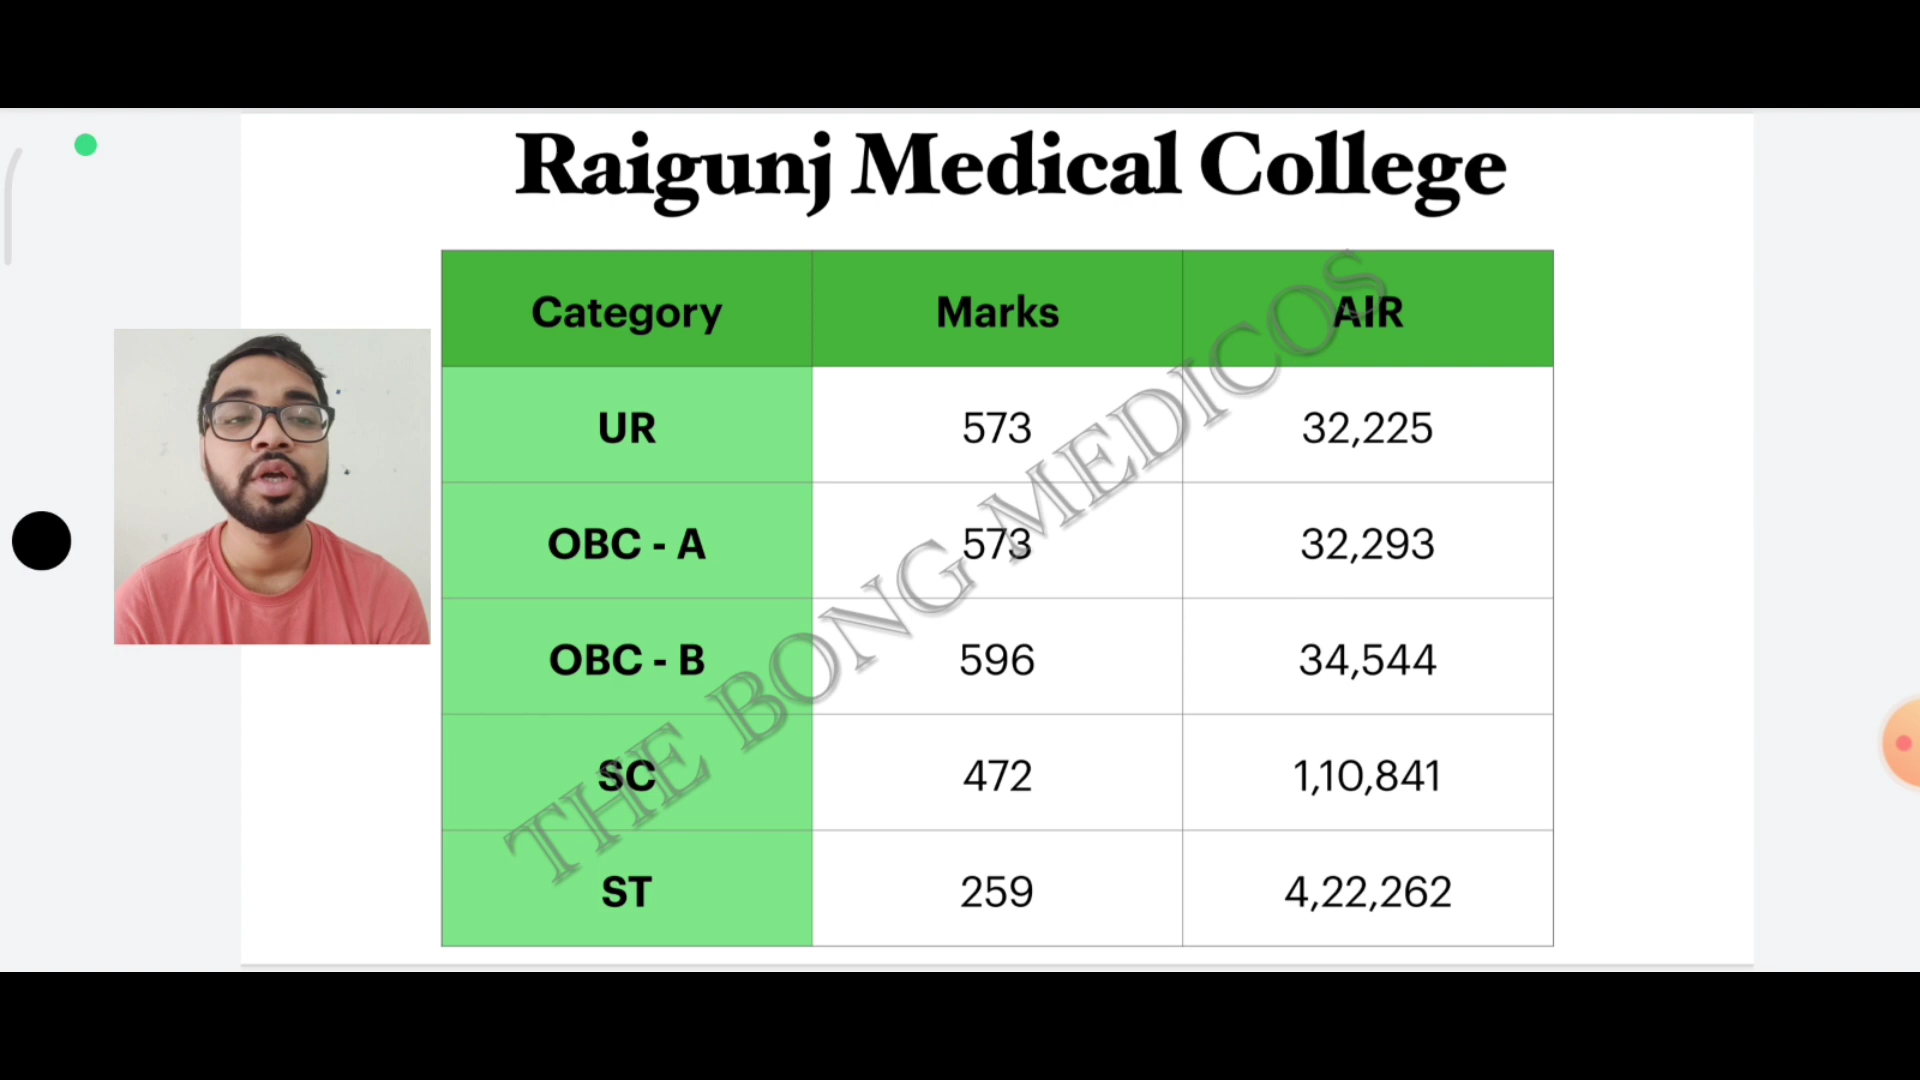 Raigunj Medical College
Category Marks AIR
UR 573 32,225
OBC - A 573 32,293
OBC - B 596 34,544
SC 472 1,10,841
ST 259 4,22,262
THE BONG MEDICOS